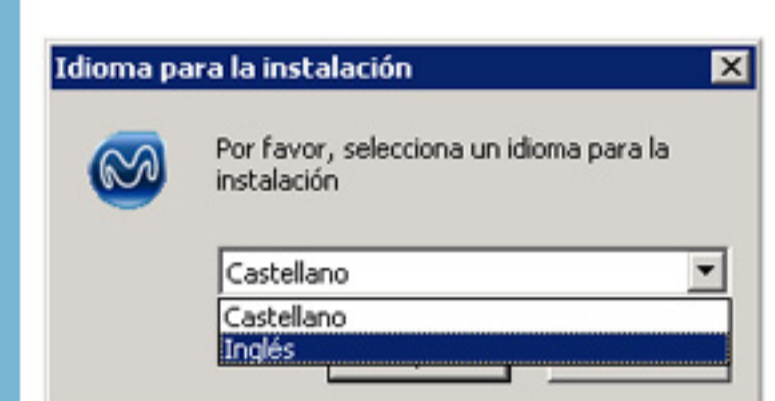 Idioma para la instalación
Por favor, selecciona un idioma para la
instalación
Castellano
Castellano
Inglés